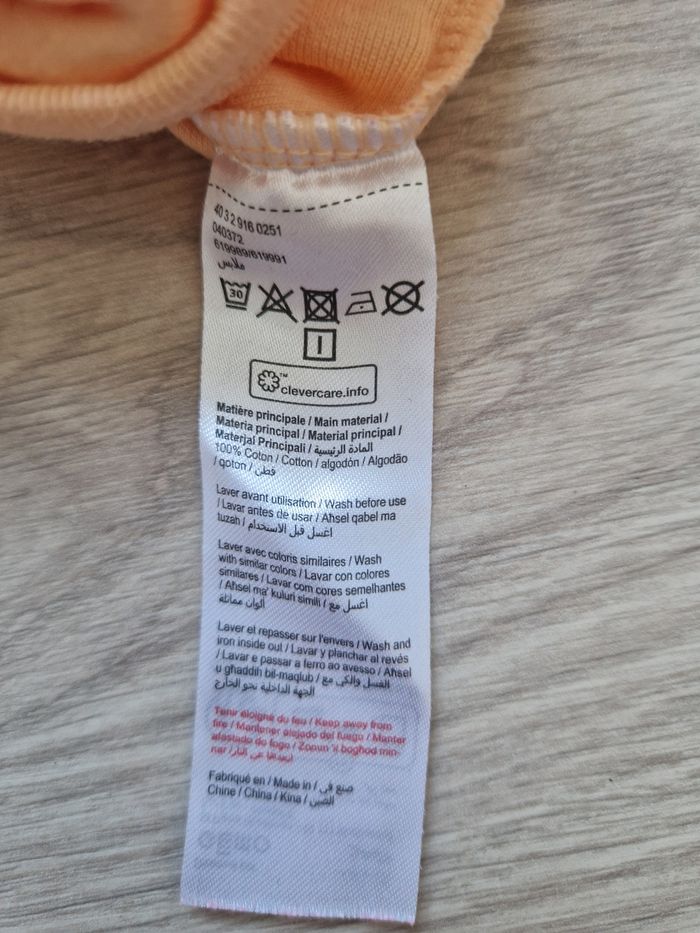 40 3 2 916 0251
040372
619989/619991
ملابس
30
I
™
clevercare.info
Matière principale / Main material /
Materia principal / Material principal /
Materjal Principali / المادة الرئيسية
100% Coton / Cotton / algodón / Algodão
/ qoton / قطن
Laver avant utilisation / Wash before use
/ Lavar antes de usar / Aħsel qabel ma
tuzah / اغسل قبل الاستخدام
Laver avec coloris similaires / Wash
with similar colors / Lavar con colores
similares / Lavar com cores semelhantes
/ Aħsel ma' kuluri simili / اغسل مع
ألوان مماثلة
Laver et repasser sur l'envers / Wash and
iron inside out / Lavar y planchar al revés
/ Lavar e passar a ferro ao avesso / Aħsel
u għaddih bil-maqlub / الغسل والكي مع
الجهة الداخلية نحو الخارج
Tenir éloigné du feu / Keep away from
fire / Mantener alejado del fuego / Manter
afastado do fogo / Żomm 'il bogħod min-
nar / ابعدها عن النار
Fabriqué en / Made in / صنع في
Chine / China / Kina / الصين